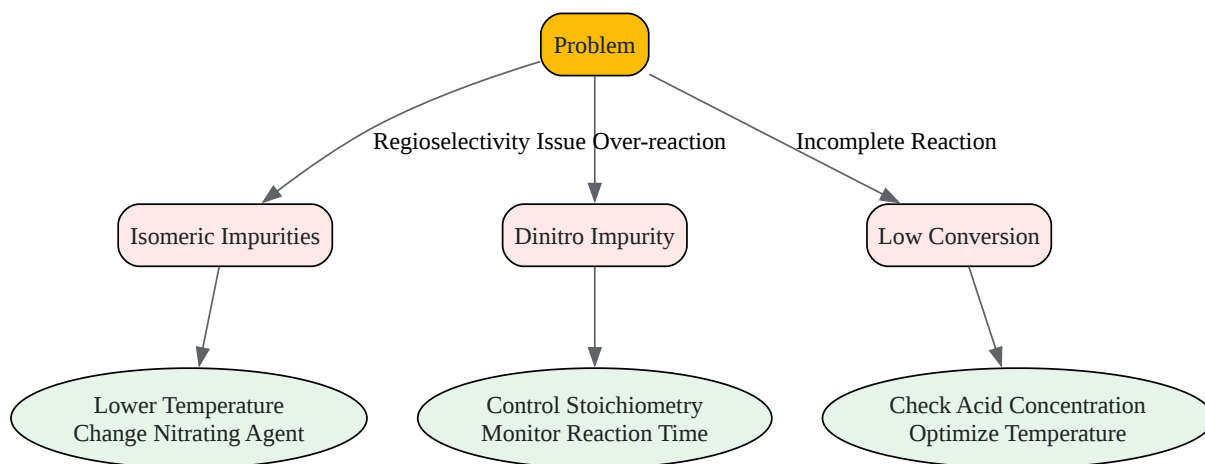 Problem
Regioselectivity Issue
Over-reaction
Incomplete Reaction
Isomeric Impurities
Dinitro Impurity
Low Conversion
Lower Temperature
Change Nitrating Agent
Control Stoichiometry
Monitor Reaction Time
Check Acid Concentration
Optimize Temperature